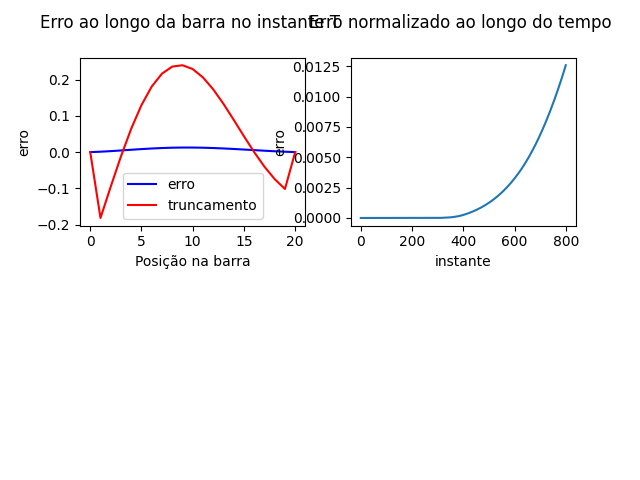 Erro ao longo da barra no instante T
Erro normalizado ao longo do tempo
erro
0.2
0.1
0.0
−0.1
−0.2
erro
truncamento
0 5 10 15 20
Posição na barra
erro
0.0125
0.0100
0.0075
0.0050
0.0025
0.0000
0 200 400 600 800
instante